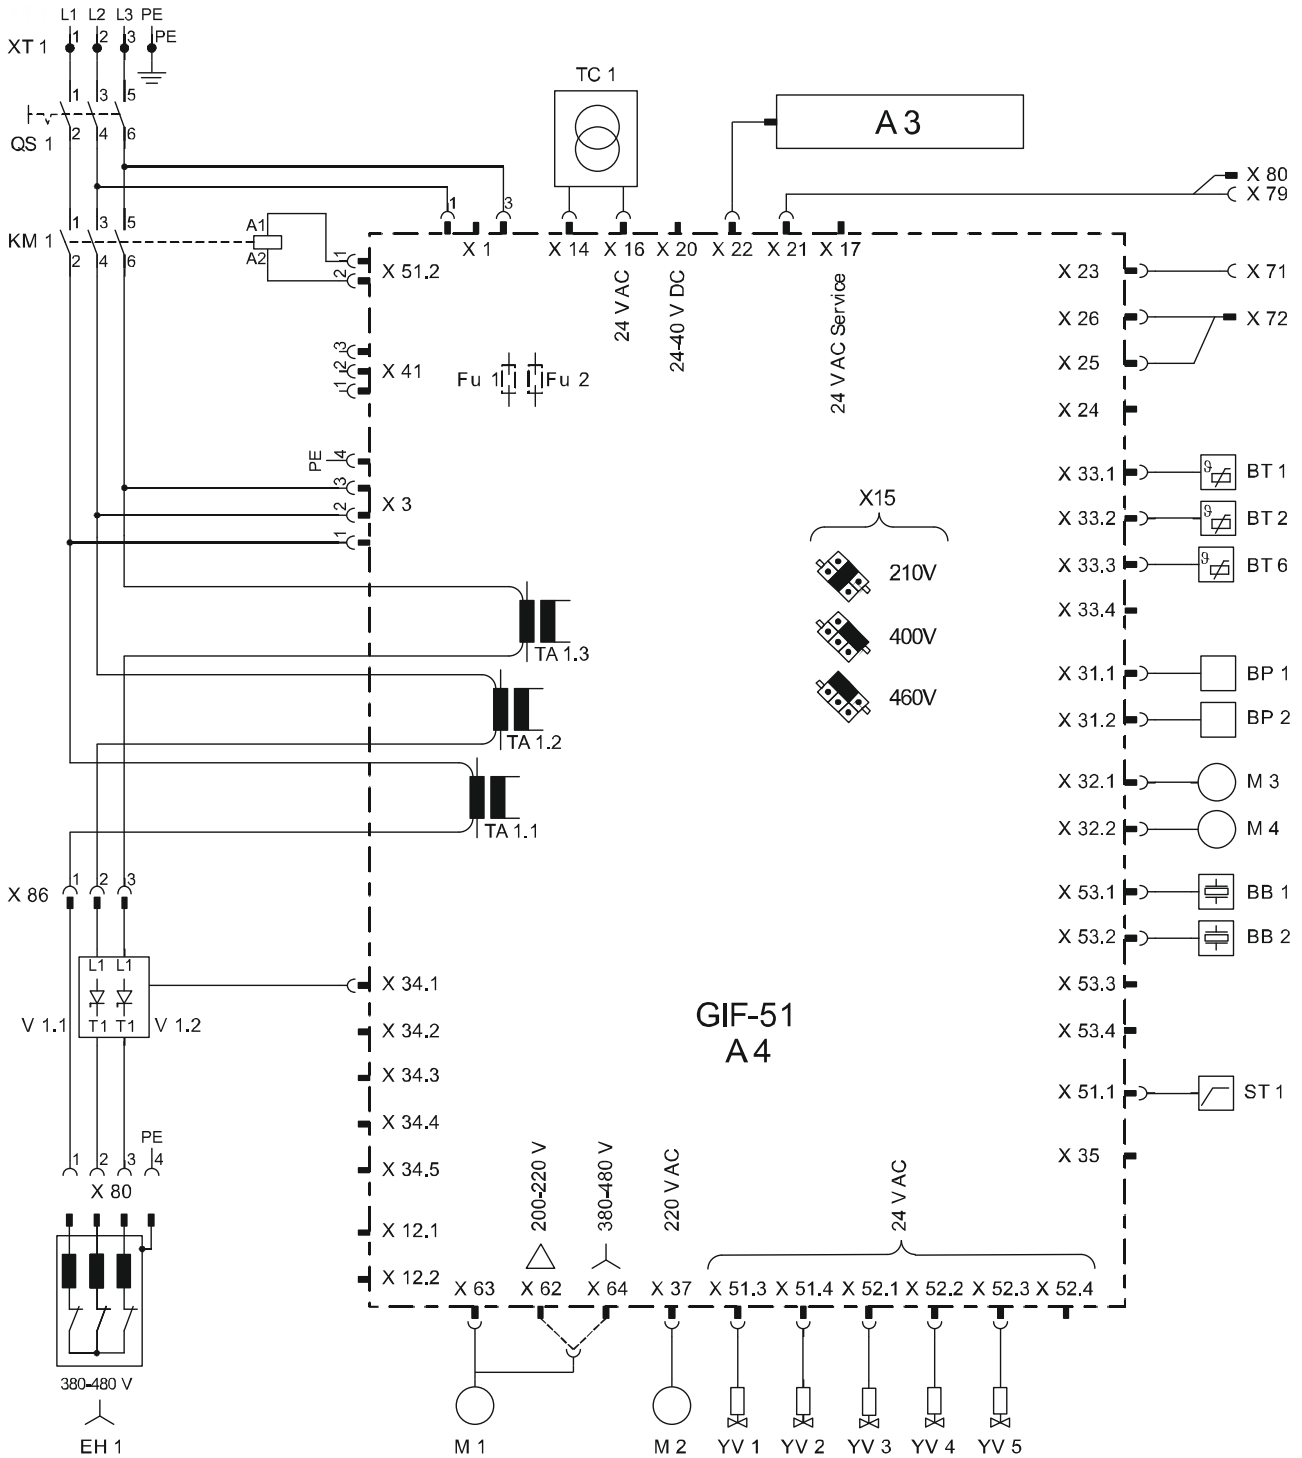 L1 L2 L3 PE
XT 1 1 2 3 PE
1 3 5
QS 1 2 4 6
TC 1
A 3
X 80
X 79
1 3
1 3 5
KM 1
2 4 6
A1
A2
1
2
X 51.2
X 1
X 14
X 16
X 20
X 22
X 21
X 17
24 V AC
24-40 V DC
24 V AC Service
X 23
X 71
X 26
X 72
X 25
X 24
3
2
1
X 41
Fu 1
Fu 2
PE
4
3
2
1
X 3
X15
210V
400V
460V
X 33.1
BT 1
X 33.2
BT 2
X 33.3
BT 6
X 33.4
ϑ
ϑ
ϑ
TA 1.3
TA 1.2
TA 1.1
X 31.1
BP 1
X 31.2
BP 2
X 32.1
M 3
X 32.2
M 4
X 53.1
BB 1
X 53.2
BB 2
X 53.3
X 53.4
X 51.1
ST 1
X 35
X 86
1 2 3
L1 L1
V 1.1
T1 T1
V 1.2
X 34.1
X 34.2
X 34.3
X 34.4
X 34.5
X 12.1
X 12.2
GIF-51
A 4
PE
1 2 3 4
X 80
380-480 V
EH 1
200-220 V
380-480 V
220 V AC
24 V AC
X 63
X 62
X 64
X 37
X 51.3
X 51.4
X 52.1
X 52.2
X 52.3
X 52.4
M 1
M 2
YV 1
YV 2
YV 3
YV 4
YV 5